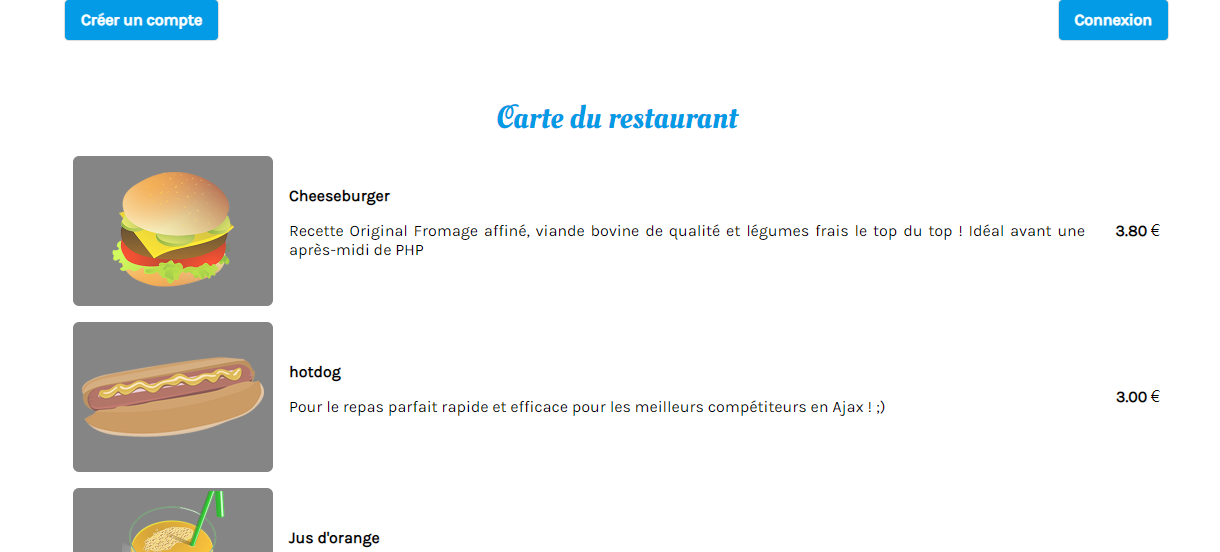 Créer un compte
Connexion
Carte du restaurant
Cheeseburger
Recette Original Fromage affiné, viande bovine de qualité et légumes frais le top du top ! Idéal avant une
après-midi de PHP
3.80 €
hotdog
Pour le repas parfait rapide et efficace pour les meilleurs compétiteurs en Ajax ! ;)
3.00 €
Jus d'orange